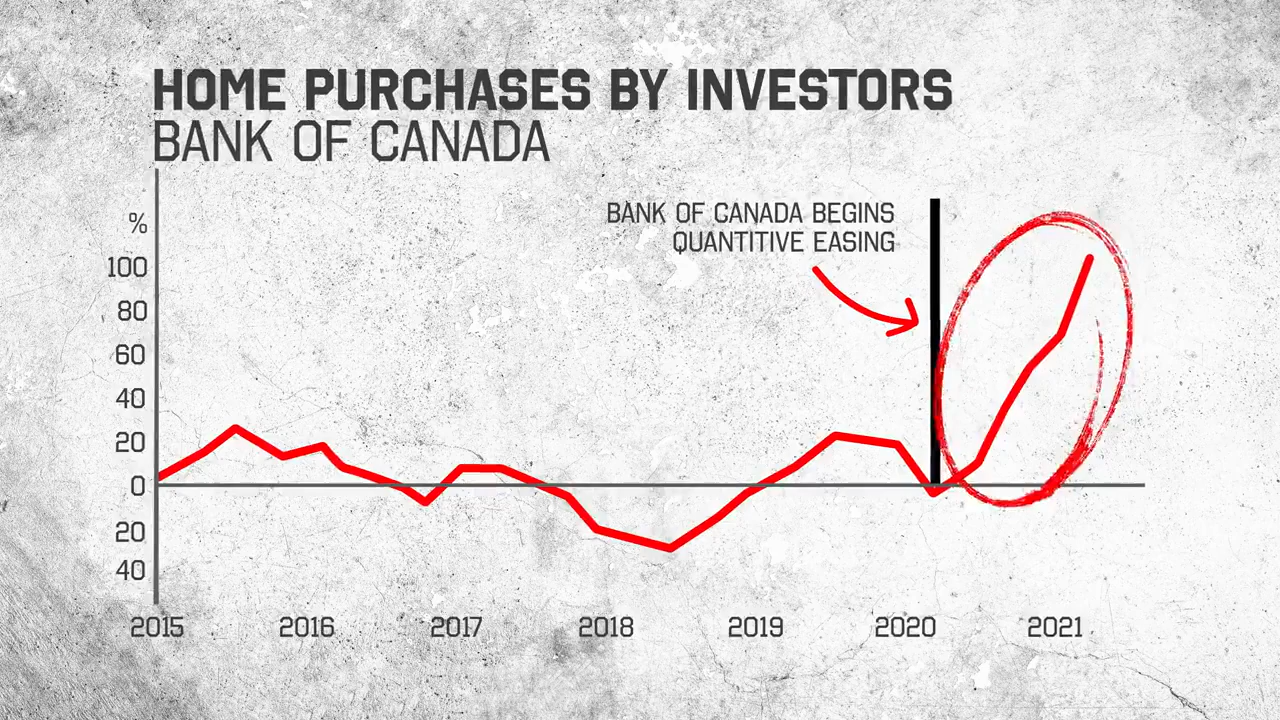 HOME PURCHASES BY INVESTORS
BANK OF CANADA
BANK OF CANADA BEGINS
QUANTITIVE EASING
%
100
80
60
40
20
0
20
40
2015 2016 2017 2018 2019 2020 2021